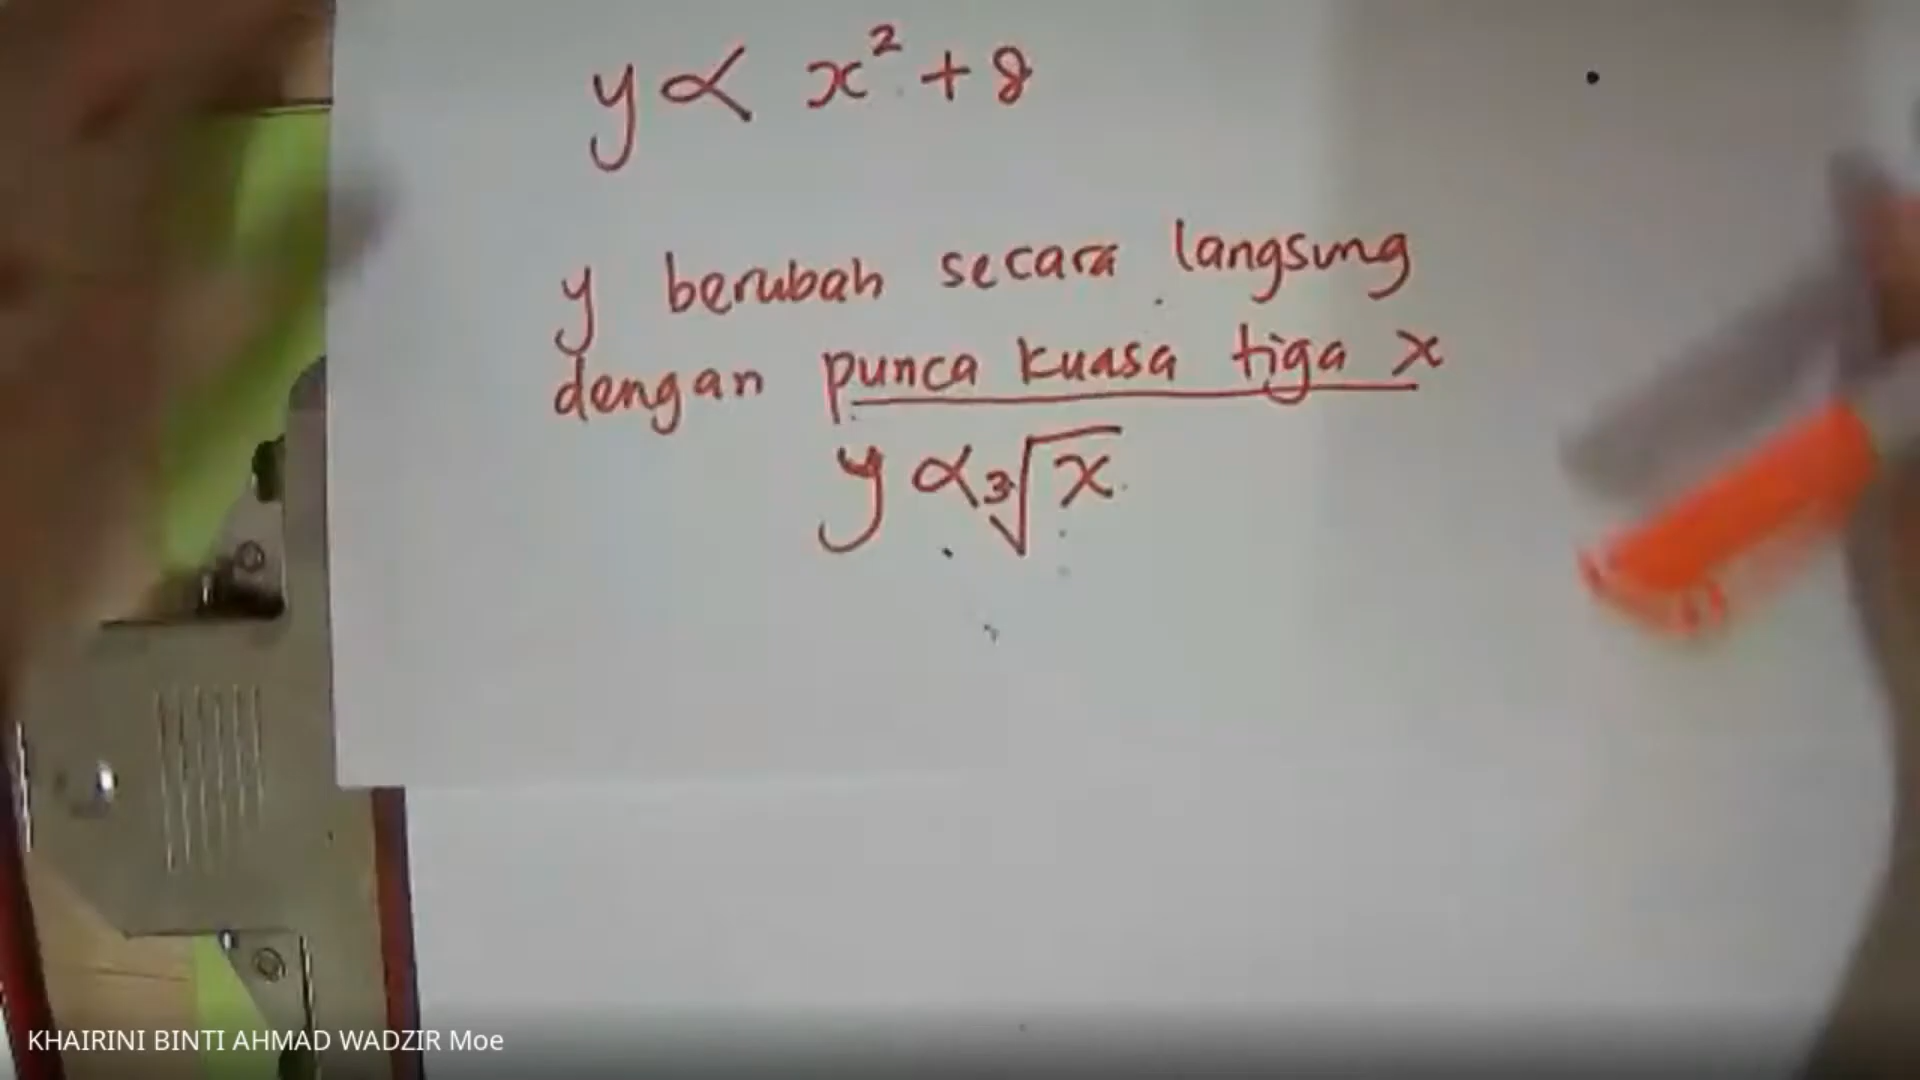 y ∝ x² + 8
y berubah secara langsung
dengan punca kuasa tiga x
y ∝ ∛x
KHAIRINI BINTI AHMAD WADZIR Moe